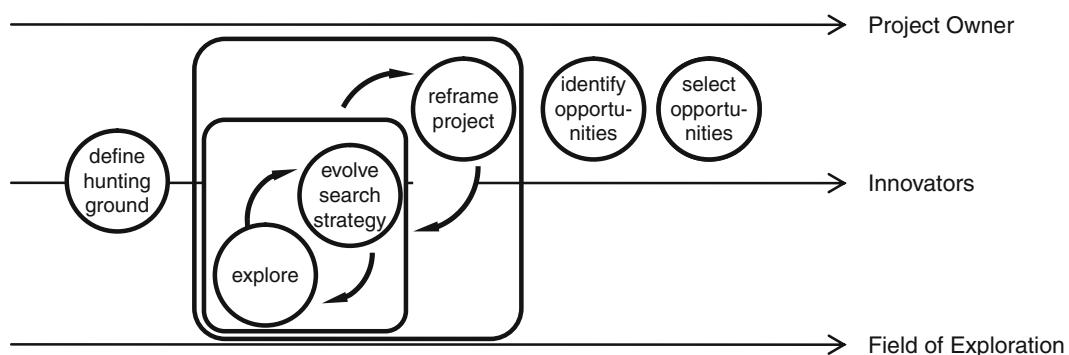 Project Owner
reframe
project
identify
opportu-
nities
select
opportu-
nities
define
hunting
ground
evolve
search
strategy
Innovators
explore
Field of Exploration